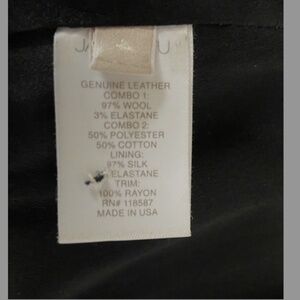 GENUINE LEATHER
COMBO 1:
97% WOOL
3% ELASTANE
COMBO 2:
50% POLYESTER
50% COTTON
LINING:
97% SILK
ELASTANE
TRIM:
100% RAYON
RN# 118587
MADE IN USA